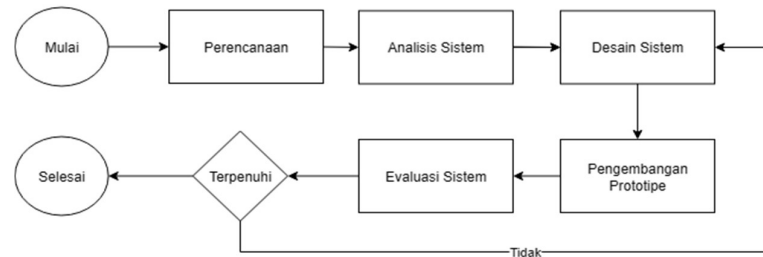 Mulai
Perencanaan
Analisis Sistem
Desain Sistem
Selesai
Terpenuhi
Evaluasi Sistem
Pengembangan
Prototipe
Tidak